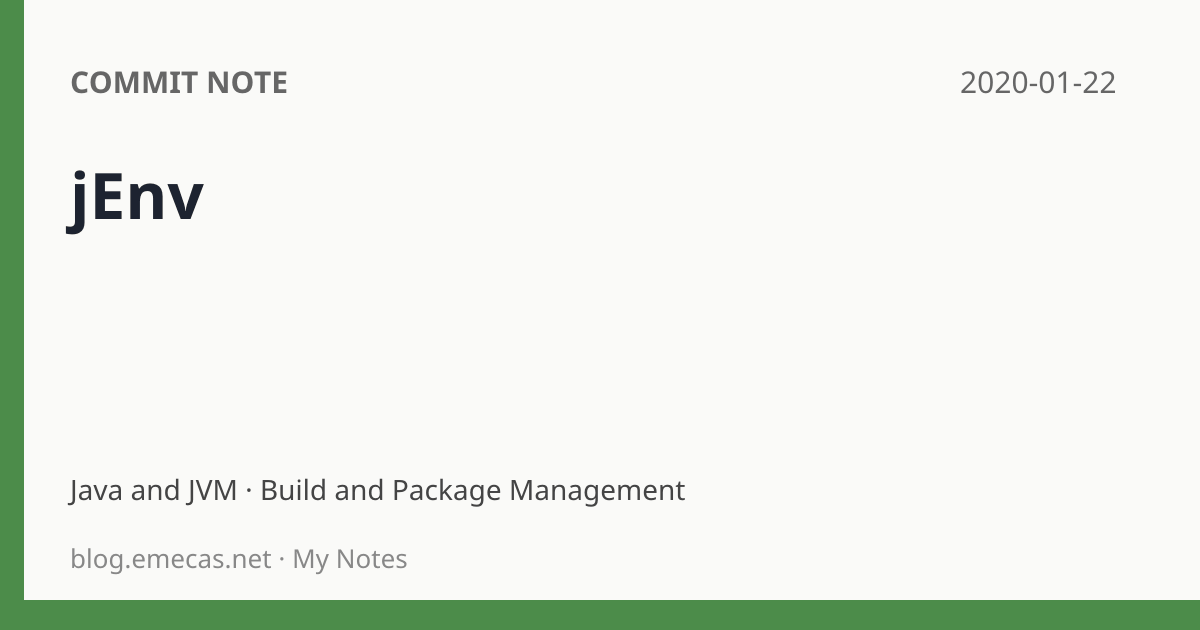 COMMIT NOTE
2020-01-22
jEnv
Java and JVM · Build and Package Management
blog.emecas.net · My Notes